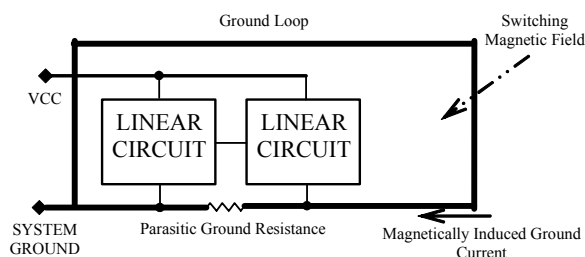 Ground Loop
Switching
Magnetic Field
VCC
LINEAR
CIRCUIT
LINEAR
CIRCUIT
SYSTEM
GROUND
Parasitic Ground Resistance
Magnetically Induced Ground
Current